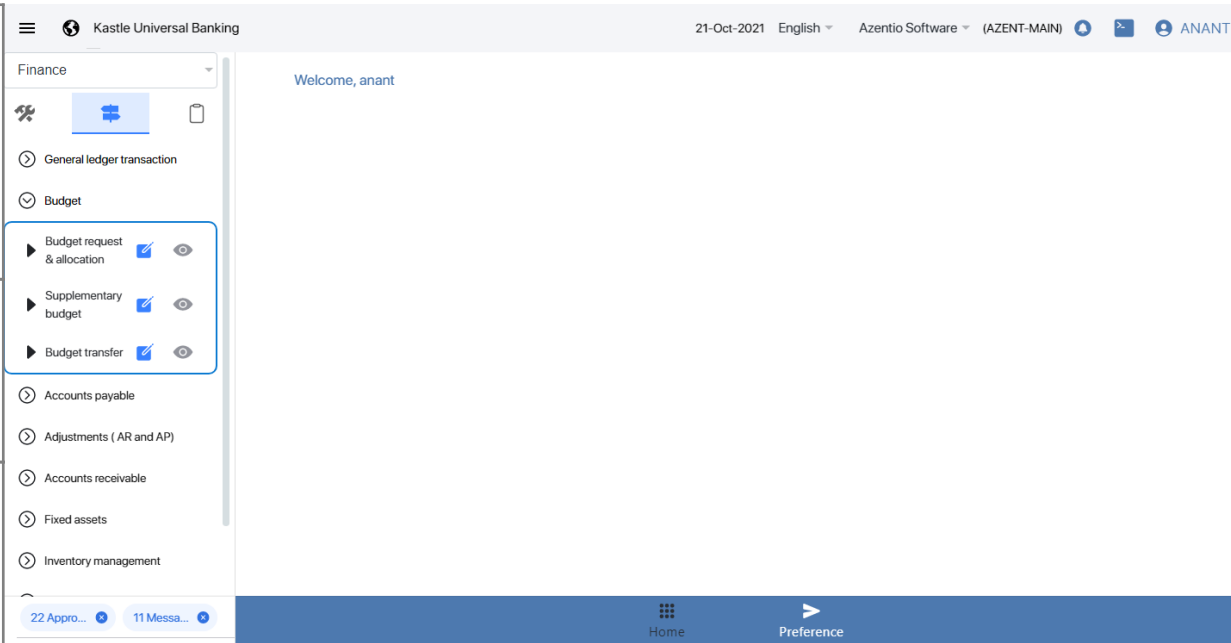 Kastle Universal Banking
21-Oct-2021 English Azentio Software (AZENT-MAIN) ANANT
Finance
Welcome, anant
General ledger transaction
Budget
Budget request
& allocation
Supplementary
budget
Budget transfer
Accounts payable
Adjustments ( AR and AP)
Accounts receivable
Fixed assets
Inventory management
22 Appro... 11 Messa...
Home
Preference